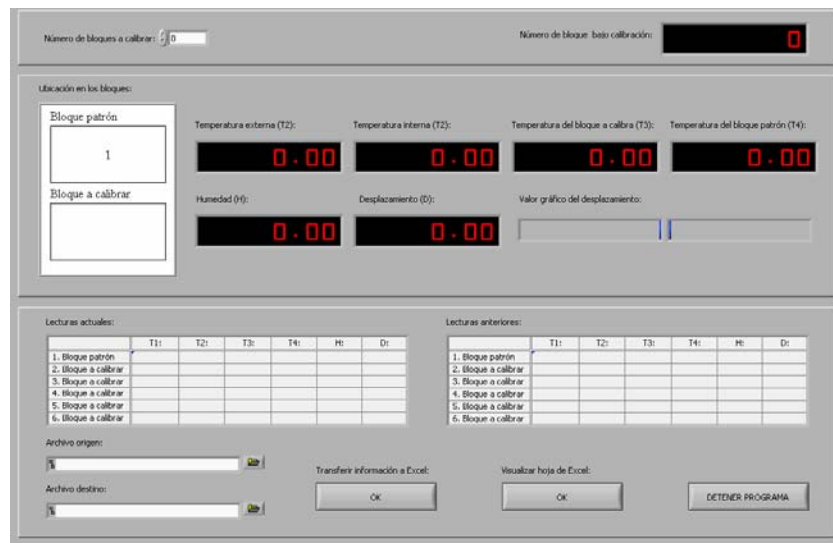 Número de bloques a calibrar: 0
Número de bloque bajo calibración: 0
Ubicación en los bloques:
Bloque patrón
1
Bloque a calibrar
Temperatura externa (T2): Temperatura interna (T2): Temperatura del bloque a calibra (T3): Temperatura del bloque patrón (T4):
0.00 0.00 0.00 0.00
Humedad (H): Desplazamiento (D): Valor gráfico del desplazamiento:
0.00 0.00
Lecturas actuales:
T1: T2: T3: T4: H: D:
1. Bloque patrón
2. Bloque a calibrar
3. Bloque a calibrar
4. Bloque a calibrar
5. Bloque a calibrar
6. Bloque a calibrar
Lecturas anteriores:
T1: T2: T3: T4: H: D:
1. Bloque patrón
2. Bloque a calibrar
3. Bloque a calibrar
4. Bloque a calibrar
5. Bloque a calibrar
6. Bloque a calibrar
Archivo origen:
Archivo destino:
Transferir información a Excel:
OK
Visualizar hoja de Excel:
OK
DETENER PROGRAMA